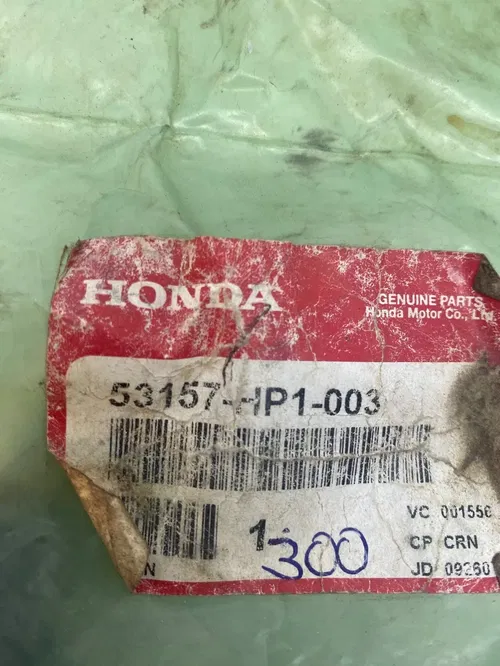 HONDA
GENUINE PARTS
Honda Motor Co., Ltd.
53157-HP1-003
VC 001556
1
300
CP CRN
N
JD 09260